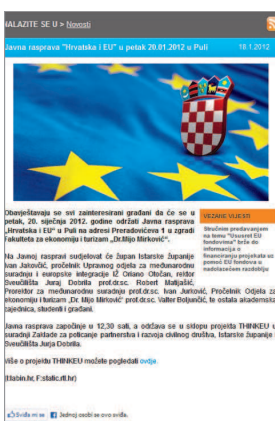 NALAZITE SE U > Novosti
Javna rasprava "Hrvatska i EU" u petak 20.01.2012 u Puli 18.1.2012
Obavještavaju se svi zainteresirani građani da će se u
petak, 20. siječnja 2012. godine održati Javna rasprava
„Hrvatska i EU“ u Puli na adresi Preradovićeva 1 u zgradi
Fakulteta za ekonomiju i turizam „Dr.Mijo Mirković“.
VEZANE VIJESTI
Stručnim predavanjem
na temu "Ususret EU
fondovima" brže do
informacija o
financiranju projekata uz
pomoć EU fondova u
nadolazećem razdoblju
Na Javnoj raspravi sudjelovat će župan Istarske županije
Ivan Jakovčić, pročelnik Upravnog odjela za međunarodnu
suradnju i europske integracije IŽ Oriano Otočan, rektor
Sveučilišta Jurja Dobrile prof.dr.sc. Robert Matijašić,
Prorektor za međunarodnu suradnju prof.dr.sc. Ivan Jurković, Pročelnik Odjela za
ekonomiju i turizam „Dr. Mijo Mirković“ prof.dr.sc. Valter Boljunčić, te ostala akademska
zajednica, studenti i građani.
Javna rasprava započinje u 12,30 sati, a održava se u sklopu projekta THINKEU u
suradnji Zaklade za poticanje partnerstva i razvoja civilnog društva, Istarske županije i
Sveučilišta Jurja Dobrila.
Više o projektu THINKEU možete pogledati ovdje.
(I:labin.hr, F:static.rtl.hr)
Sviđa mi se Jednoj osobi se ovo sviđa.